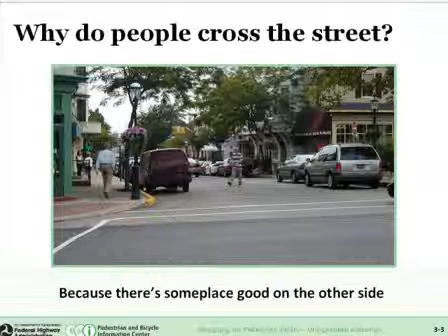 Why do people cross the street?
Because there's someplace good on the other side
Federal Highway
Administration
Pedestrian and Bicycle
Information Center
3-3